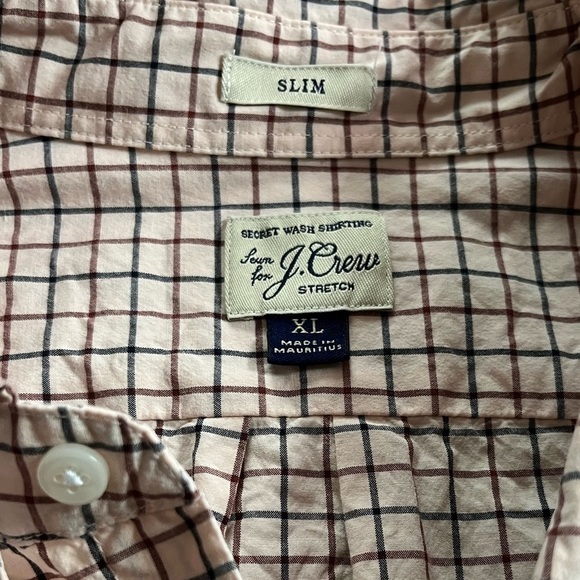 SLIM
SECRET WASH SHIRTING
Sewn for J.Crew
STRETCH
XL
MADE IN
MAURITIUS